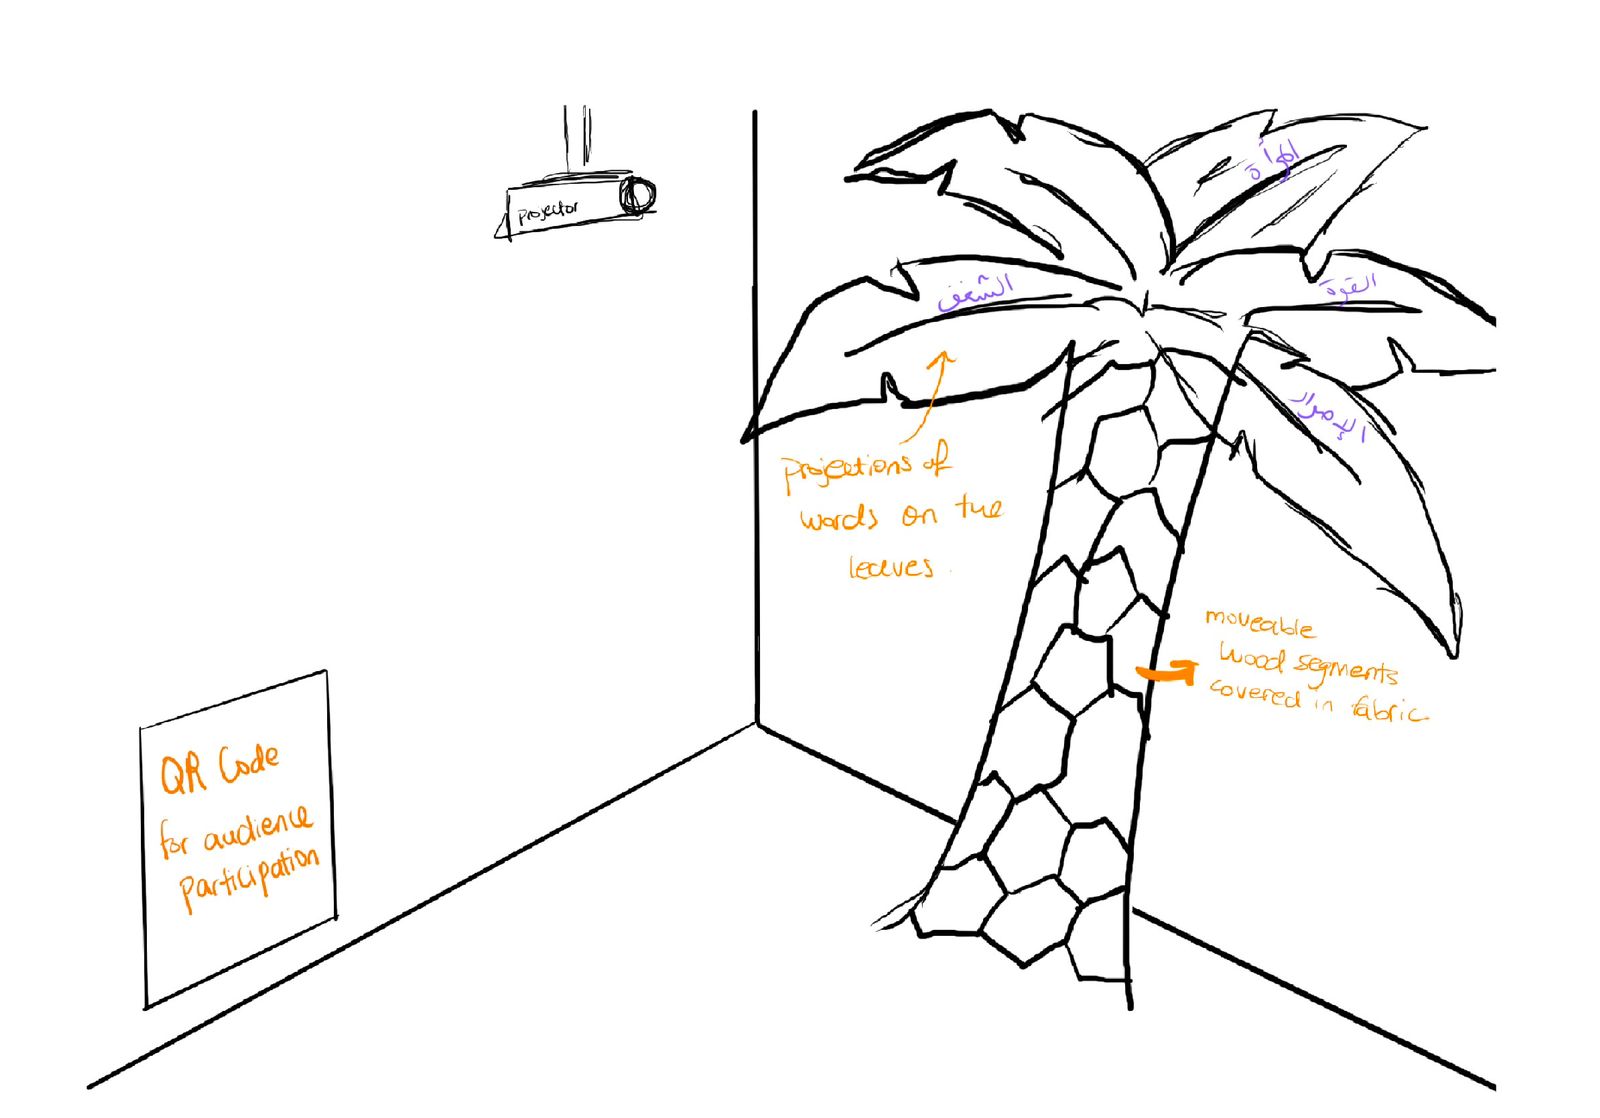 projector
المرأة
الشغف
القوة
الإصرار
projections of
words on the
leaves.
moveable
wood segments
covered in fabric
QR Code
for audience
participation